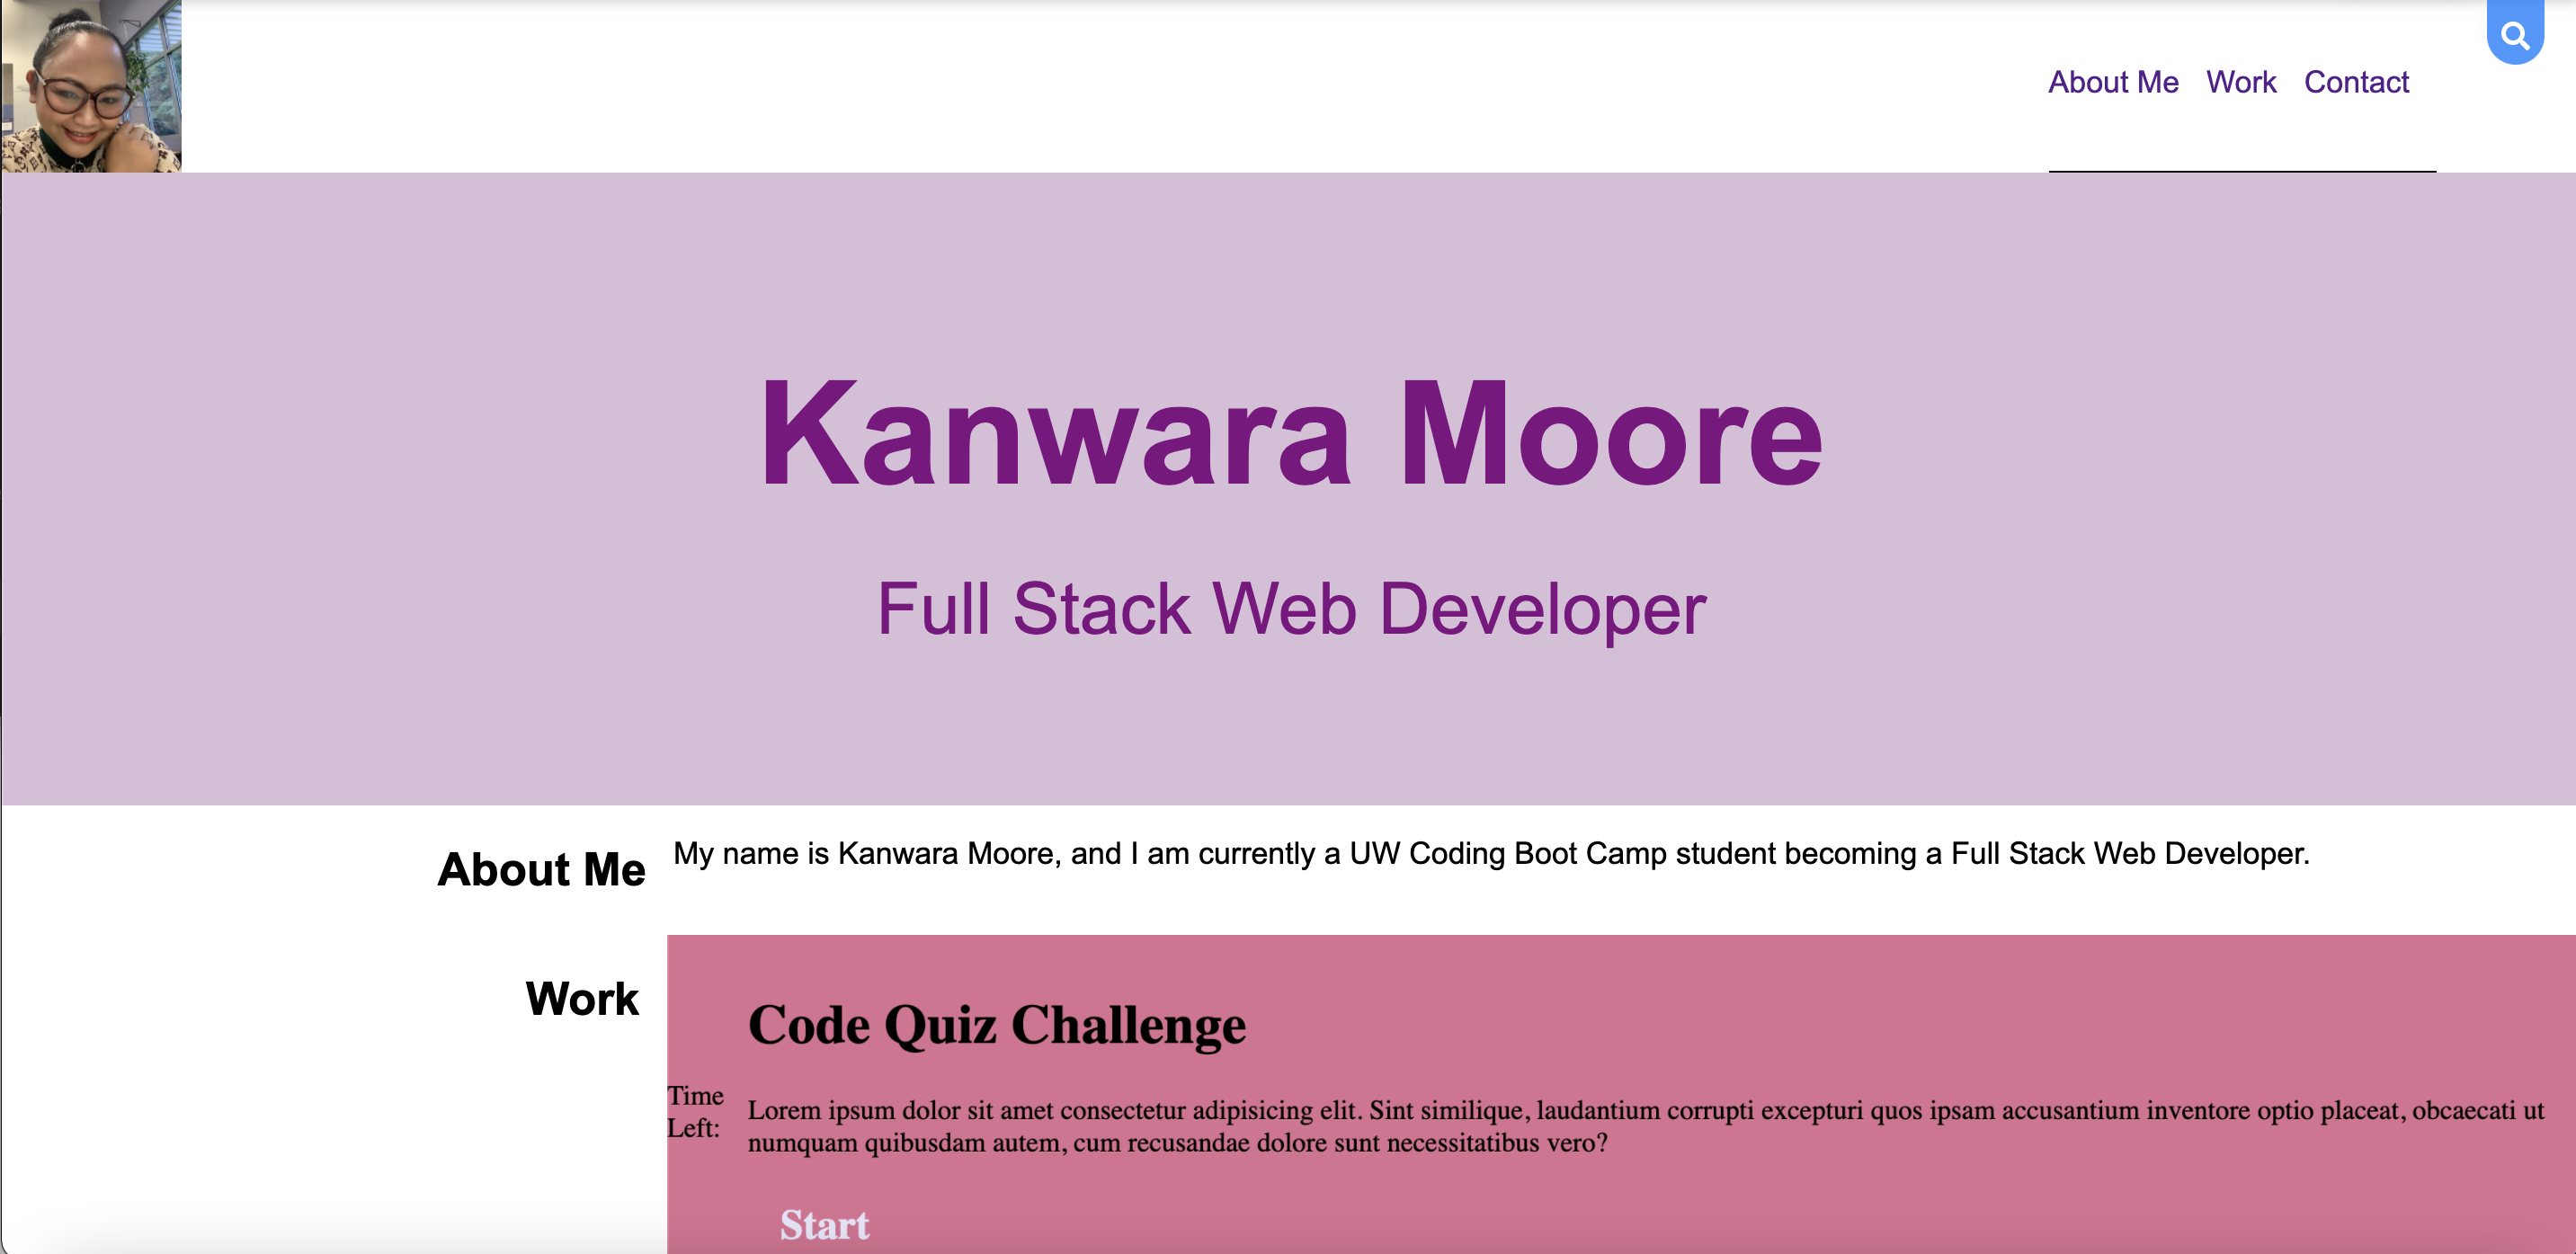 About Me Work Contact
Kanwara Moore
Full Stack Web Developer
About Me
My name is Kanwara Moore, and I am currently a UW Coding Boot Camp student becoming a Full Stack Web Developer.
Work
Code Quiz Challenge
Time
Left:
Lorem ipsum dolor sit amet consectetur adipisicing elit. Sint similique, laudantium corrupti excepturi quos ipsam accusantium inventore optio placeat, obcaecati ut
numquam quibusdam autem, cum recusandae dolore sunt necessitatibus vero?
Start